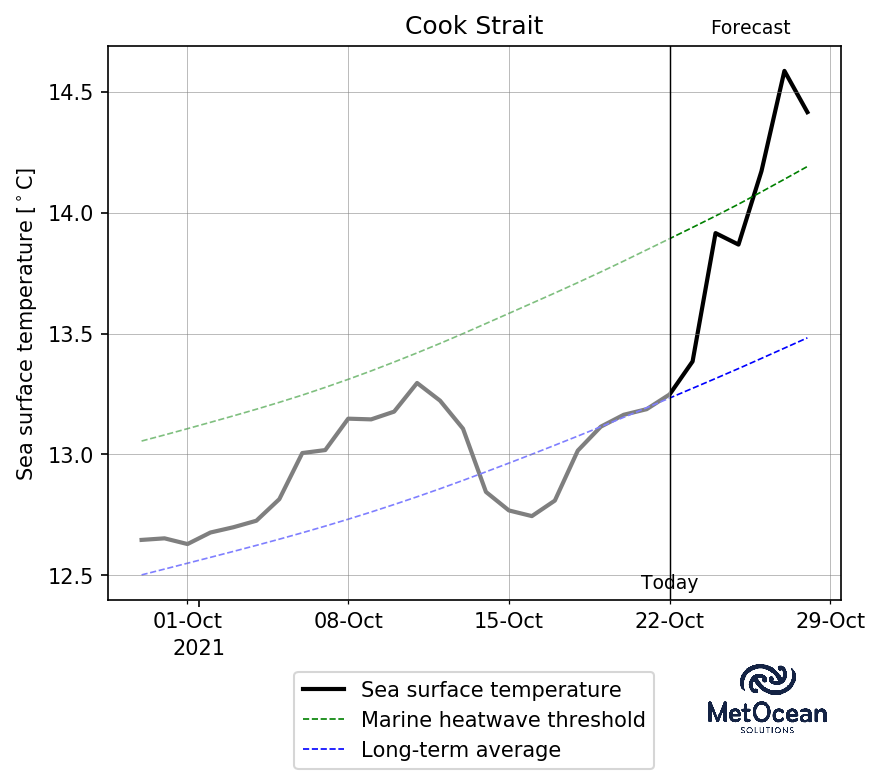 Cook Strait
Forecast
Sea surface temperature [°C]
14.5
14.0
13.5
13.0
12.5
Today
01-Oct 08-Oct 15-Oct 22-Oct 29-Oct
2021
Sea surface temperature
Marine heatwave threshold
Long-term average
MetOcean
SOLUTIONS